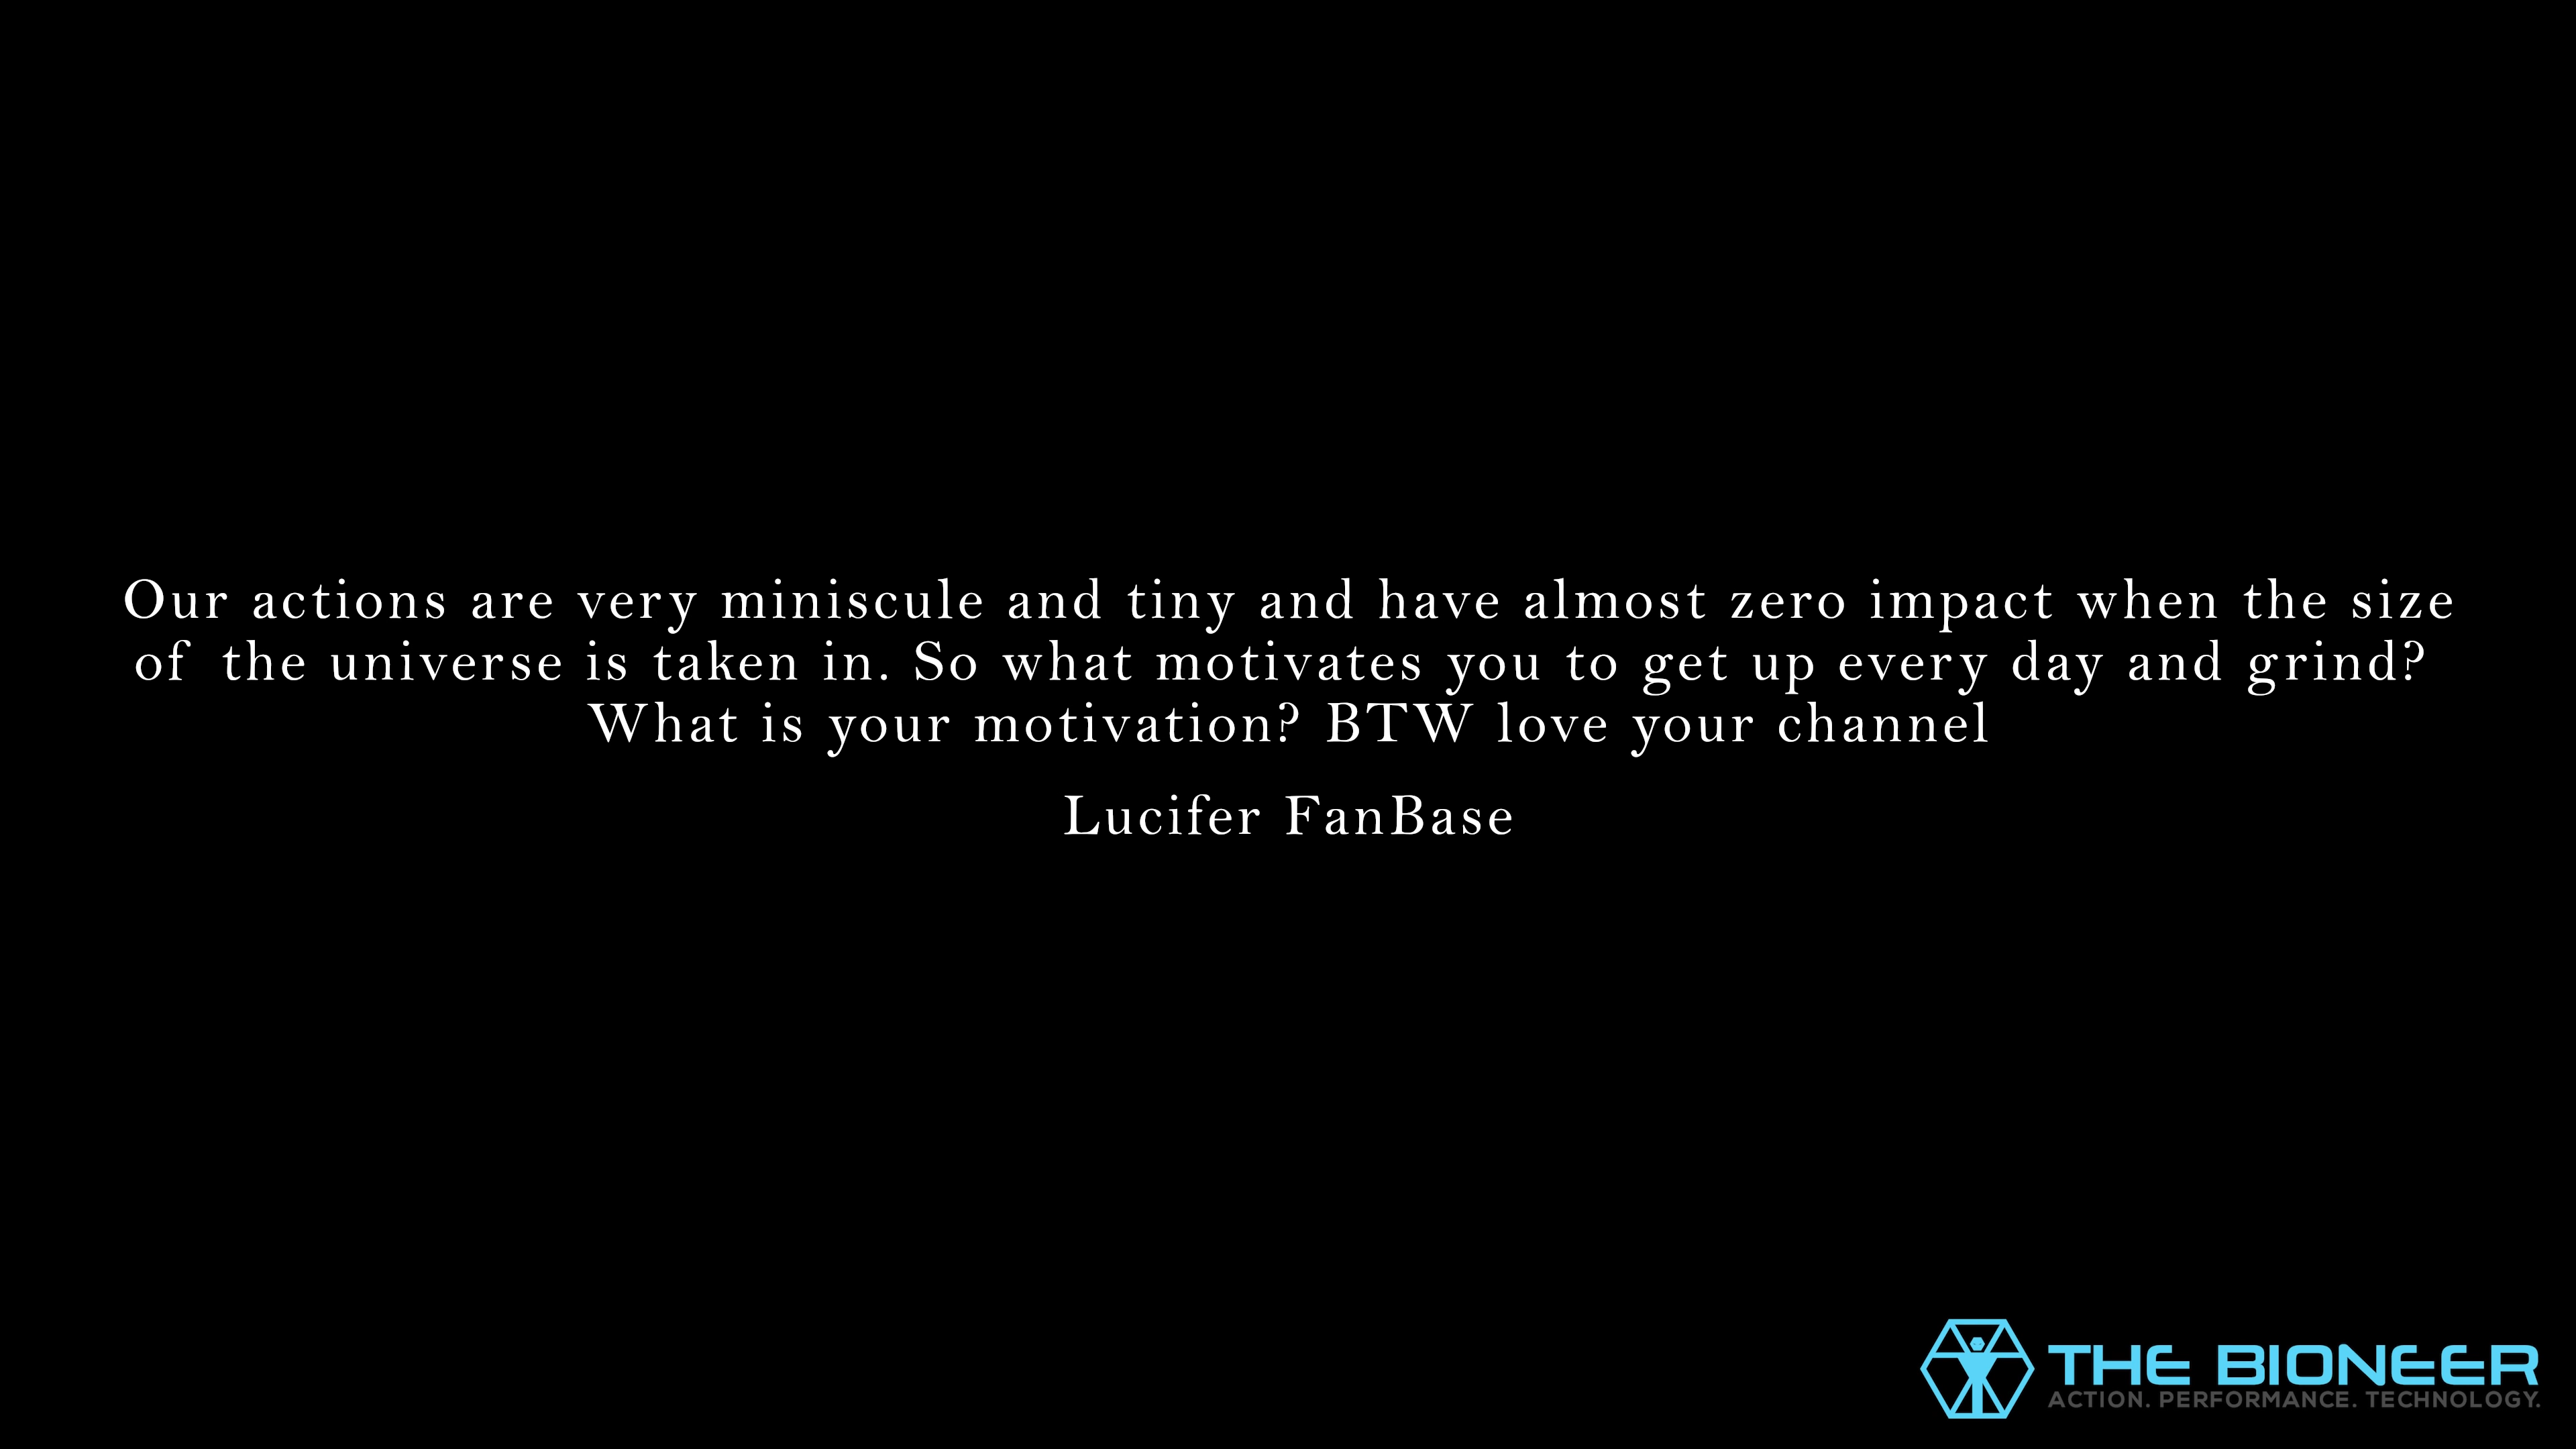 Our actions are very miniscule and tiny and have almost zero impact when the size
of the universe is taken in. So what motivates you to get up every day and grind?
What is your motivation? BTW love your channel
Lucifer FanBase
THE BIONEER
ACTION. PERFORMANCE. TECHNOLOGY.